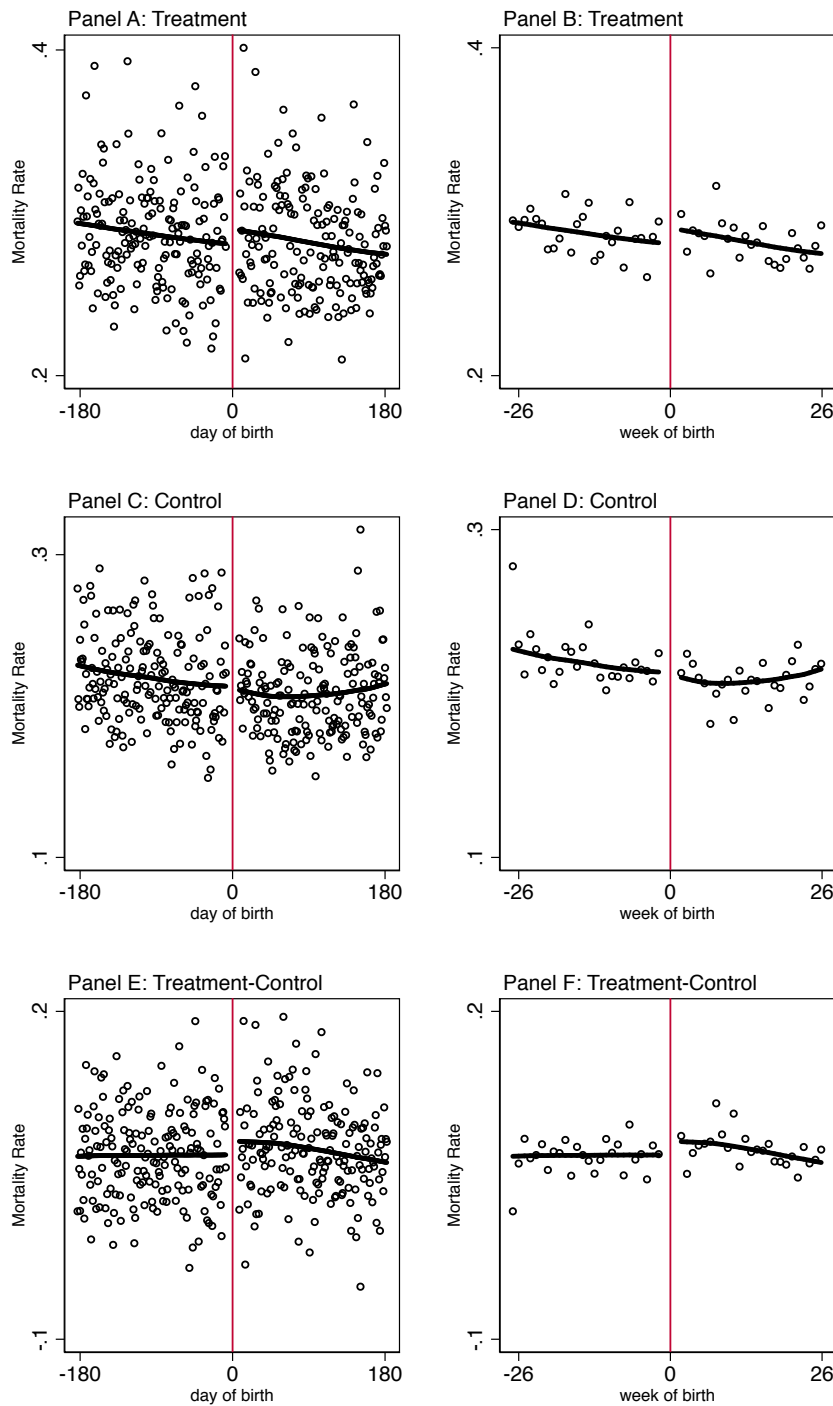 Panel A: Treatment
Mortality Rate
.4
.2
-180
0
180
day of birth
Panel B: Treatment
Mortality Rate
.4
.2
-26
0
26
week of birth
Panel C: Control
Mortality Rate
.3
.1
-180
0
180
day of birth
Panel D: Control
Mortality Rate
.3
.1
-26
0
26
week of birth
Panel E: Treatment-Control
Mortality Rate
.2
-.1
-180
0
180
day of birth
Panel F: Treatment-Control
Mortality Rate
.2
-.1
-26
0
26
week of birth